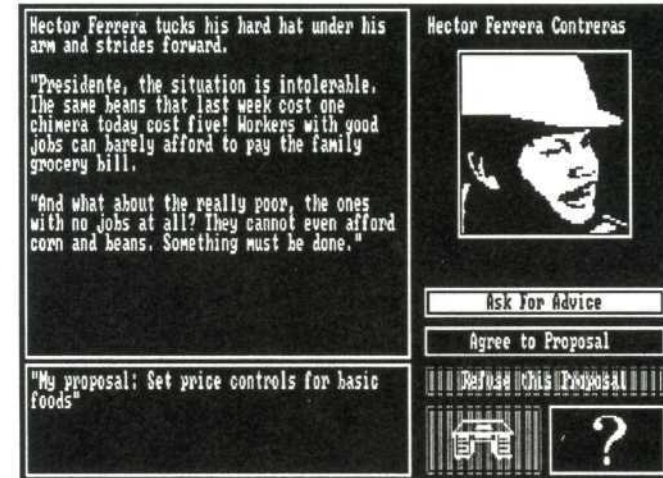 Hector Ferrera tucks his hard hat under his
arm and strides forward.
"Presidente, the situation is intolerable.
The same beans that last week cost one
chimera today cost five! Workers with good
jobs can barely afford to pay the family
grocery bill.
"And what about the really poor, the ones
with no jobs at all? They cannot even afford
corn and beans. Something must be done."
"My proposal: Set price controls for basic
foods"
Hector Ferrera Contreras
Ask For Advice
Agree to Proposal
Refuse this Proposal
?